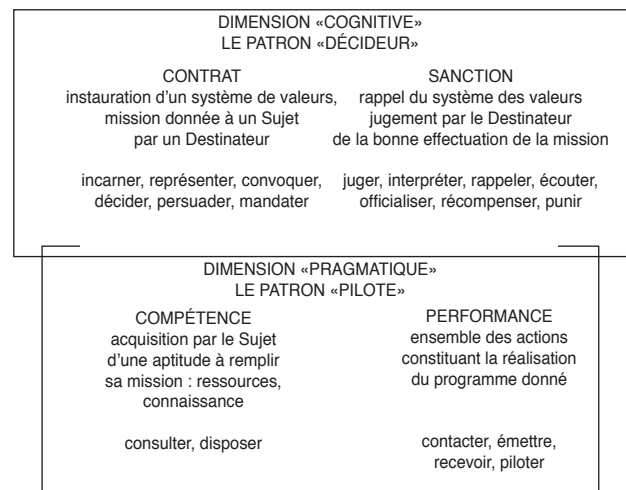 DIMENSION «COGNITIVE»
LE PATRON «DÉCIDEUR»
CONTRAT
instauration d'un système de valeurs,
mission donnée à un Sujet
par un Destinateur
incarner, représenter, convoquer,
décider, persuader, mandater
SANCTION
rappel du système des valeurs
jugement par le Destinateur
de la bonne effectuation de la mission
juger, interpréter, rappeler, écouter,
officialiser, récompenser, punir
DIMENSION «PRAGMATIQUE»
LE PATRON «PILOTE»
COMPÉTENCE
acquisition par le Sujet
d'une aptitude à remplir
sa mission : ressources,
connaissance
consulter, disposer
PERFORMANCE
ensemble des actions
constituant la réalisation
du programme donné
contacter, émettre,
recevoir, piloter